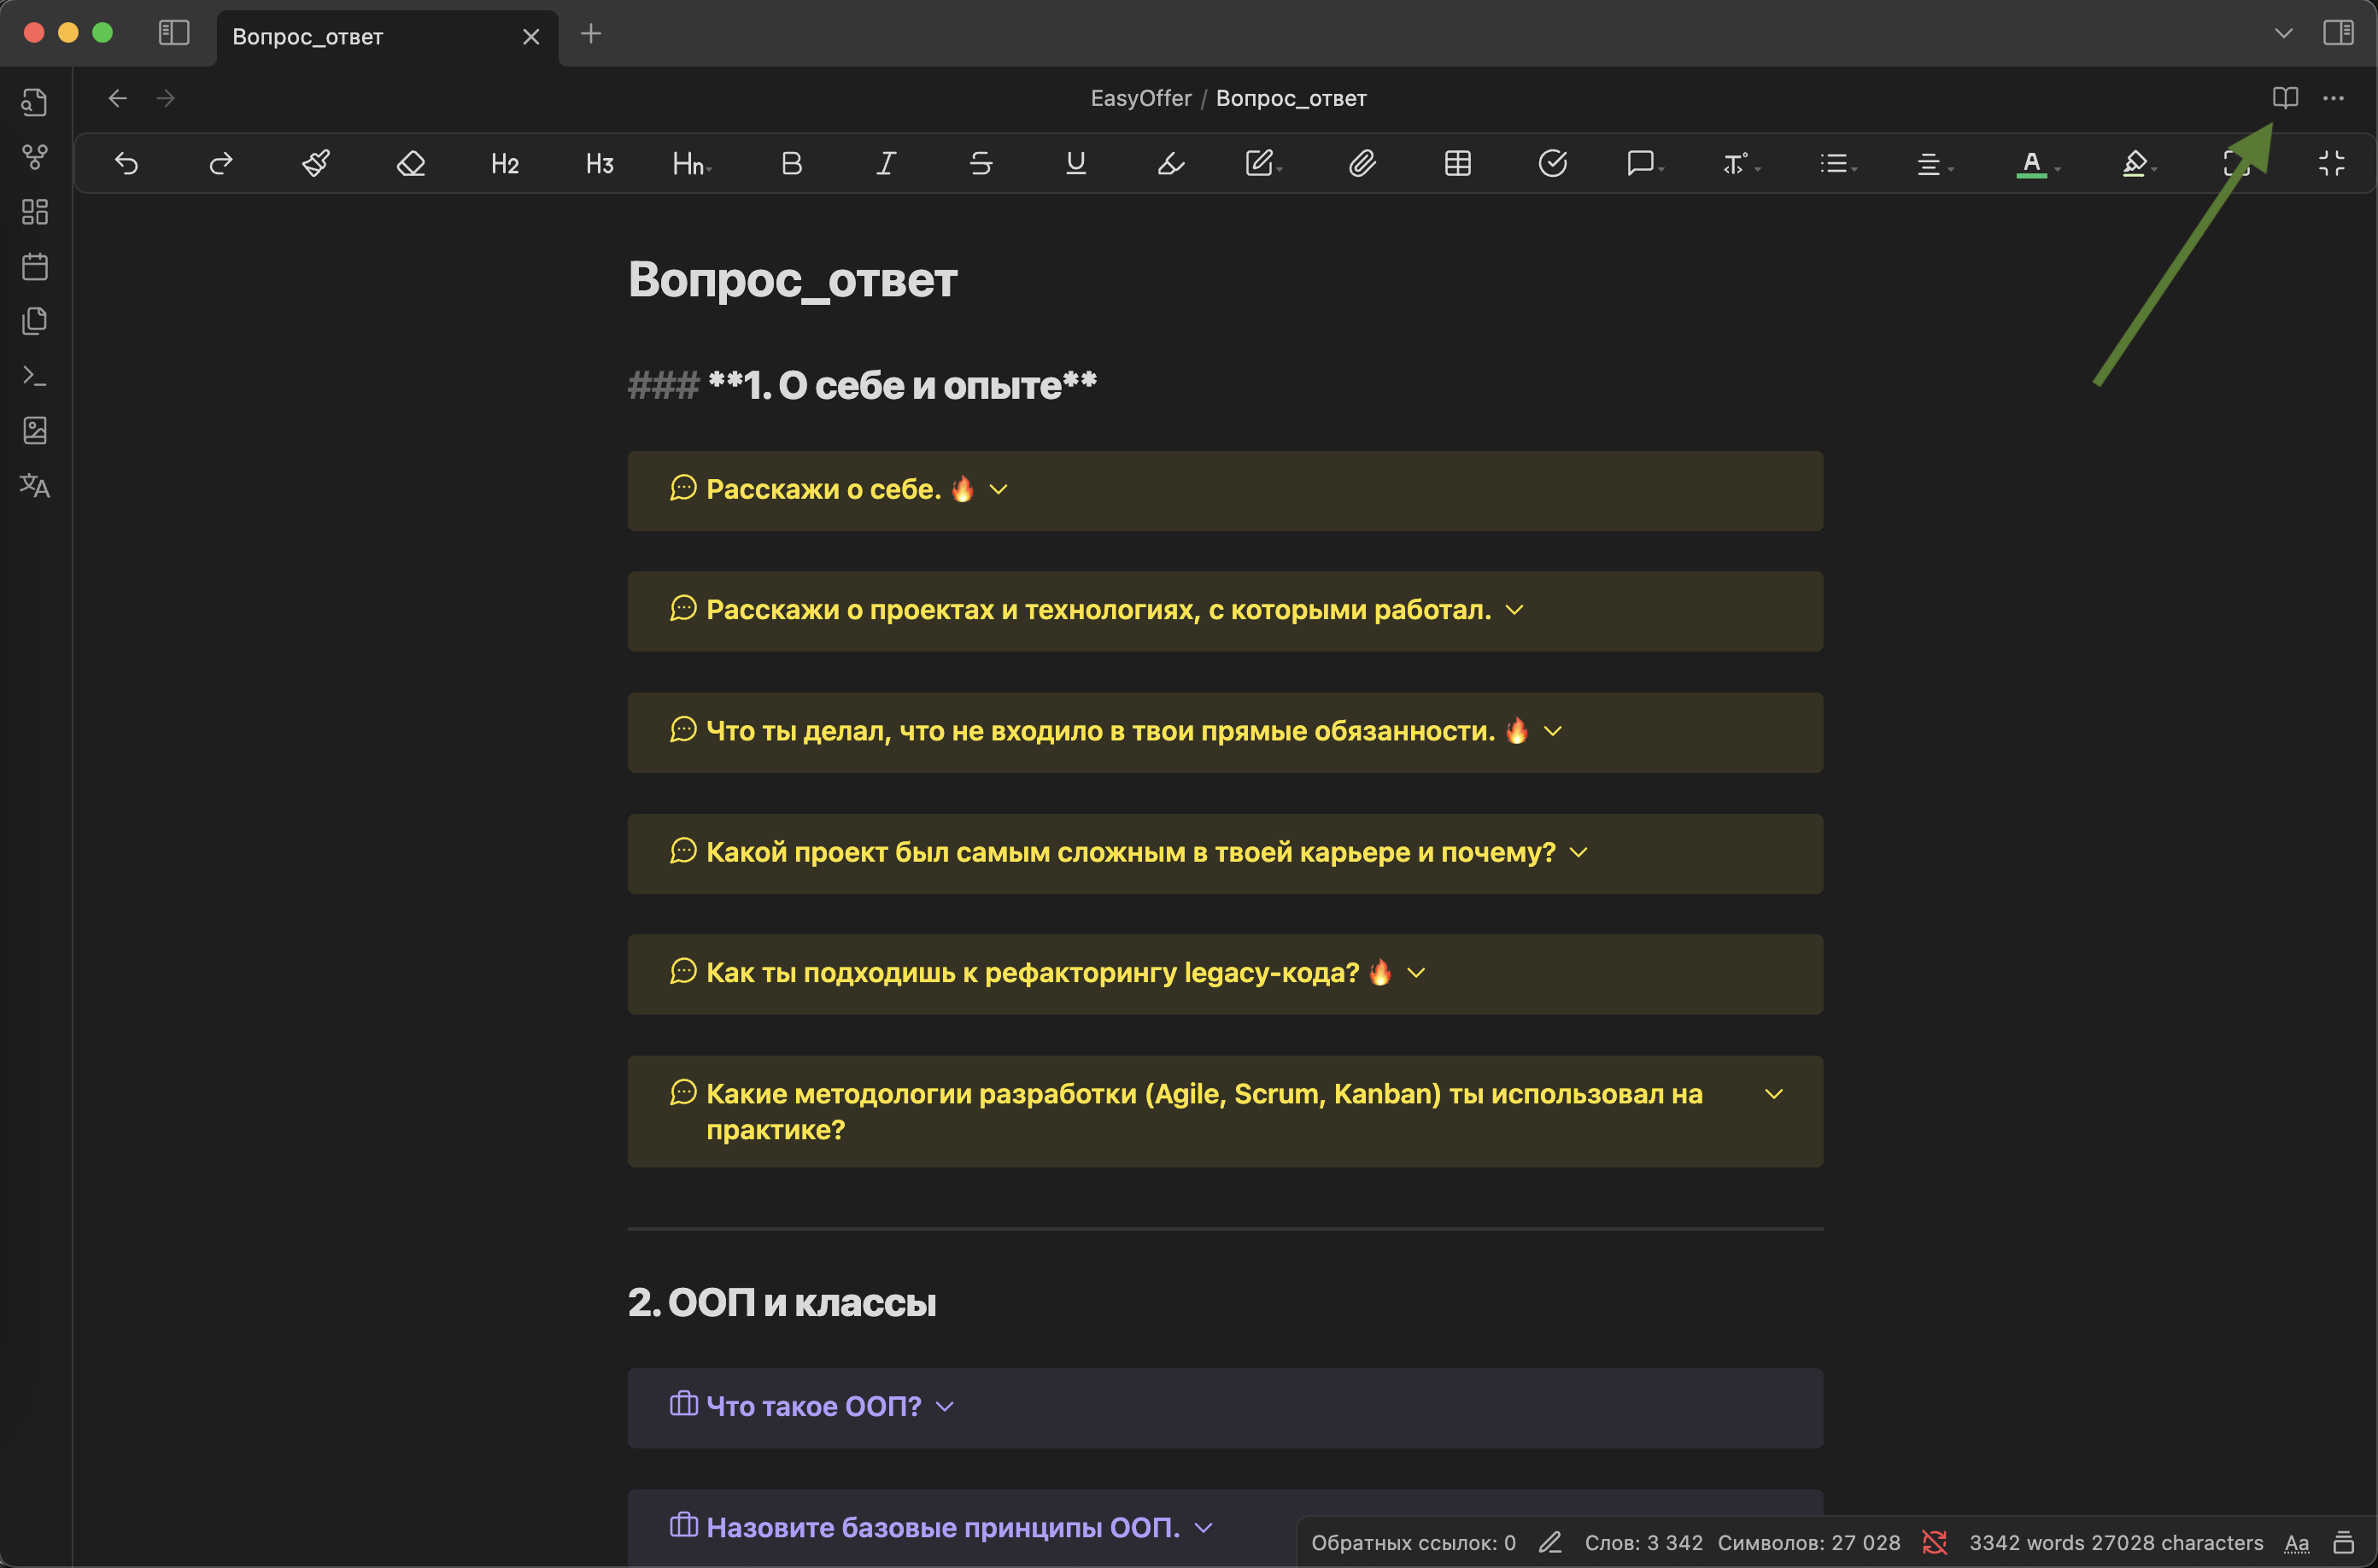 Вопрос_ответ
EasyOffer / Вопрос_ответ
H2 H3 Hn B I S U T A
Вопрос_ответ
### **1. О себе и опыте**
Расскажи о себе. 🔥
Расскажи о проектах и технологиях, с которыми работал.
Что ты делал, что не входило в твои прямые обязанности. 🔥
Какой проект был самым сложным в твоей карьере и почему?
Как ты подходишь к рефакторингу legacy-кода? 🔥
Какие методологии разработки (Agile, Scrum, Kanban) ты использовал на
практике?
2. ООП и классы
Что такое ООП?
Назовите базовые принципы ООП.
Обратных ссылок: 0 Слов: 3 342 Символов: 27 028 3342 words 27028 characters Aa